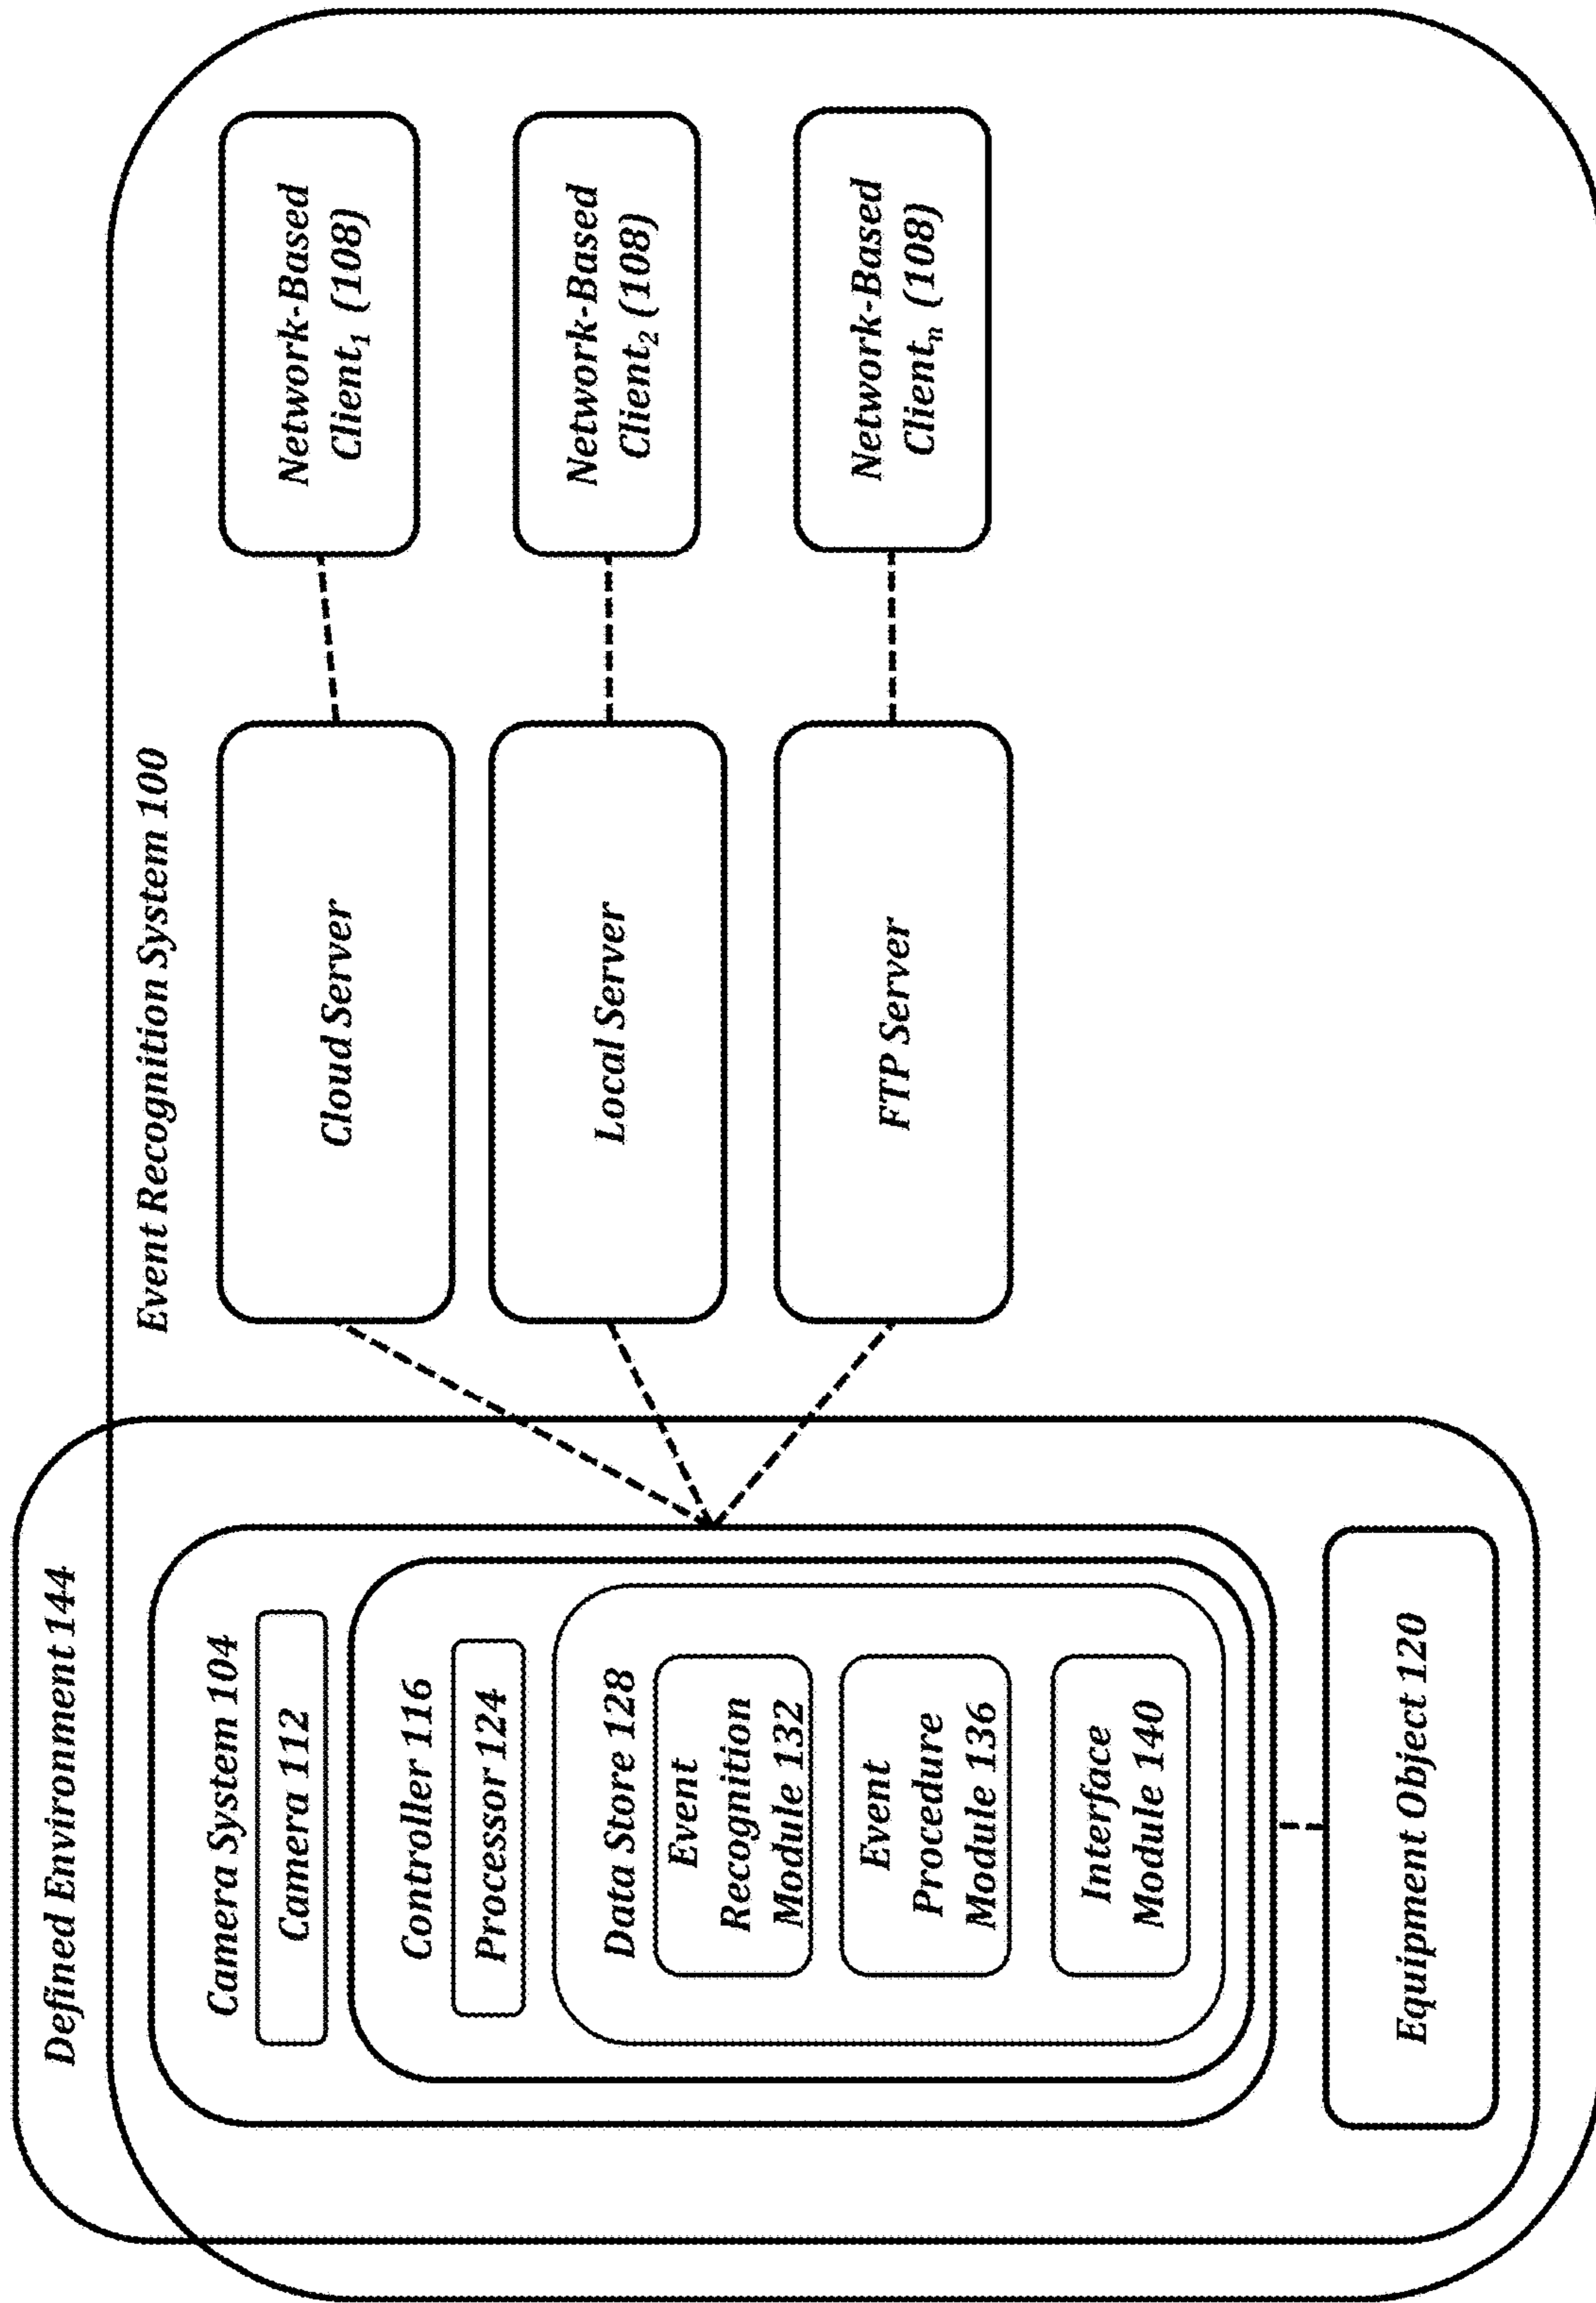 Defined Environment 144
Camera System 104
Camera 112
Controller 116
Processor 124
Data Store 128
Event
Recognition
Module 132
Event
Procedure
Module 136
Interface
Module 140
Equipment Object 120
Event Recognition System 100
Cloud Server
Local Server
FTP Server
Network-Based
Client₁ (108)
Network-Based
Client₂ (108)
Network-Based
Clientₙ (108)